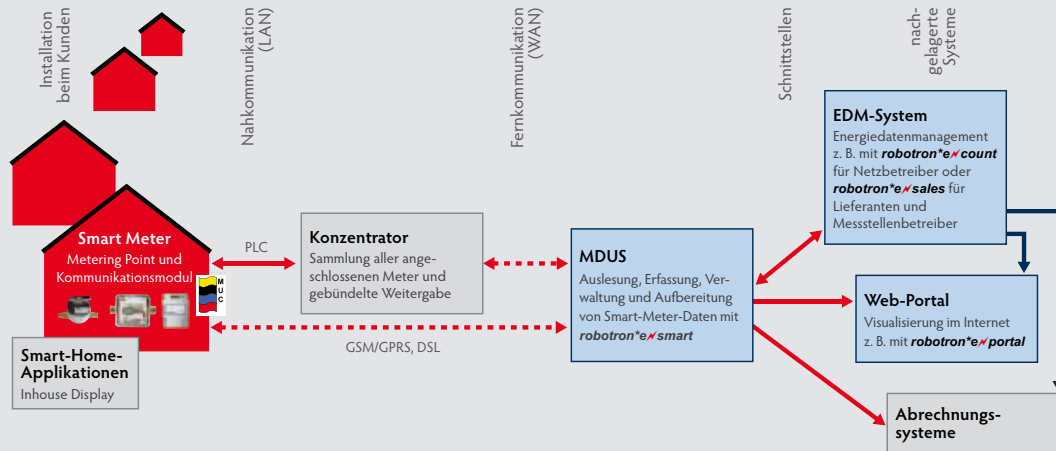 Installation
beim Kunden
Nahkommunikation
(LAN)
Fernkommunikation
(WAN)
Schnittstellen
nach-
gelagerte
Systeme
Smart Meter
Metering Point und
Kommunikationsmodul
MUC
Smart-Home-
Applikationen
Inhouse Display
PLC
Konzentrator
Sammlung aller ange-
schlossenen Meter und
gebündelte Weitergabe
GSM/GPRS, DSL
MDUS
Auslesung, Erfassung, Ver-
waltung und Aufbereitung
von Smart-Meter-Daten mit
robotron*e smart
EDM-System
Energiedatenmanagement
z. B. mit robotron*e count
für Netzbetreiber oder
robotron*e sales für
Lieferanten und
Messstellenbetreiber
Web-Portal
Visualisierung im Internet
z. B. mit robotron*e portal
Abrechnungs-
systeme